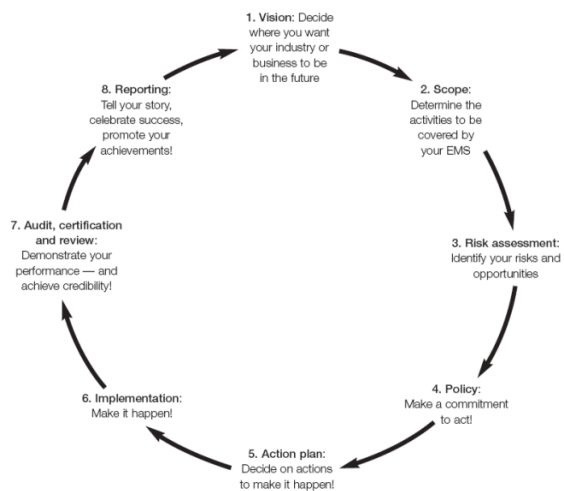 1. Vision: Decide
where you want
your industry or
business to be
in the future
2. Scope:
Determine the
activities to be
covered by
your EMS
3. Risk assessment:
Identify your risks and
opportunities
4. Policy:
Make a commitment
to act!
5. Action plan:
Decide on actions
to make it happen!
6. Implementation:
Make it happen!
7. Audit, certification
and review:
Demonstrate your
performance — and
achieve credibility!
8. Reporting:
Tell your story,
celebrate success,
promote your
achievements!